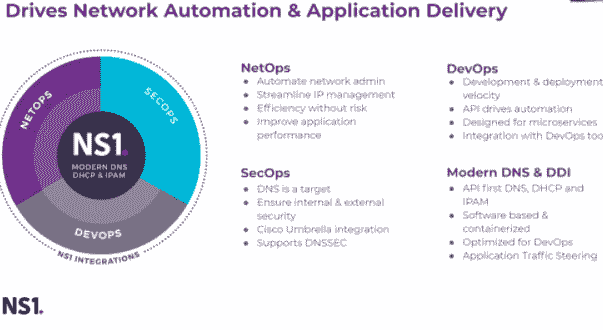 Drives Network Automation & Application Delivery
NETOPS
SECOPS
NS1.
MODERN DNS
DHCP & IPAM
DEVOPS
NS1 INTEGRATIONS
NetOps
Automate network admin
Streamline IP management
Efficiency without risk
Improve application
performance
DevOps
Development & deployment
velocity
API drives automation
Designed for microservices
Integration with DevOps too
SecOps
DNS is a target
Ensure internal & external
security
Cisco Umbrella integration
Supports DNSSEC
Modern DNS & DDI
API first DNS, DHCP and
IPAM
Software based &
containerized
Optimized for DevOps
Application Traffic Steering
NS1.